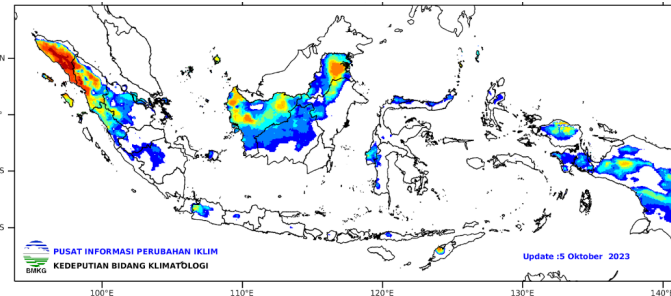 N
°
S
S
PUSAT INFORMASI PERUBAHAN IKLIM
KEDEPUTIAN BIDANG KLIMATOLOGI
BMKG
Update :5 Oktober 2023
100°E
110°E
120°E
130°E
140°